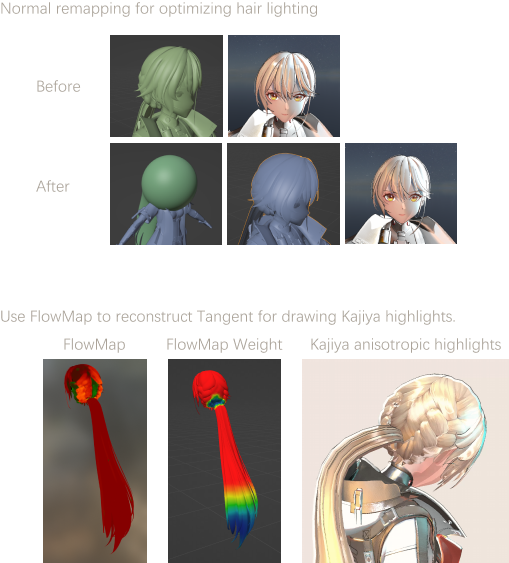 Normal remapping for optimizing hair lighting
Before
After
Use FlowMap to reconstruct Tangent for drawing Kajiya highlights.
FlowMap
FlowMap Weight
Kajiya anisotropic highlights